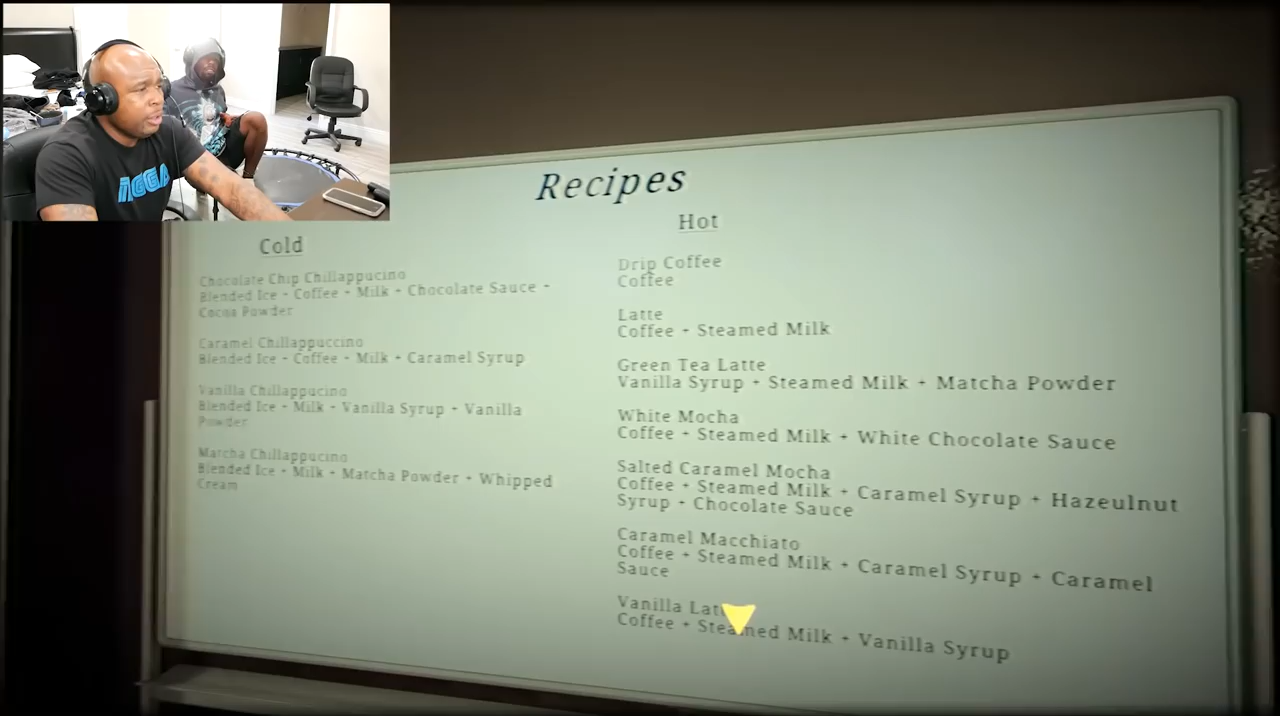 Recipes
Cold
Chocolate Chip Chillappucino
Blended Ice + Coffee + Milk + Chocolate Sauce +
Cocoa Powder
Caramel Chillappuccino
Blended Ice + Coffee + Milk + Caramel Syrup
Vanilla Chillappucino
Blended Ice + Milk + Vanilla Syrup + Vanilla
Powder
Matcha Chillappucino
Blended Ice + Milk + Matcha Powder + Whipped
Cream
Hot
Drip Coffee
Coffee
Latte
Coffee + Steamed Milk
Green Tea Latte
Vanilla Syrup + Steamed Milk + Matcha Powder
White Mocha
Coffee + Steamed Milk + White Chocolate Sauce
Salted Caramel Mocha
Coffee + Steamed Milk + Caramel Syrup + Hazeulnut
Syrup + Chocolate Sauce
Caramel Macchiato
Coffee + Steamed Milk + Caramel Syrup + Caramel
Sauce
Vanilla
Coffee + Steamed Milk + Vanilla Syrup